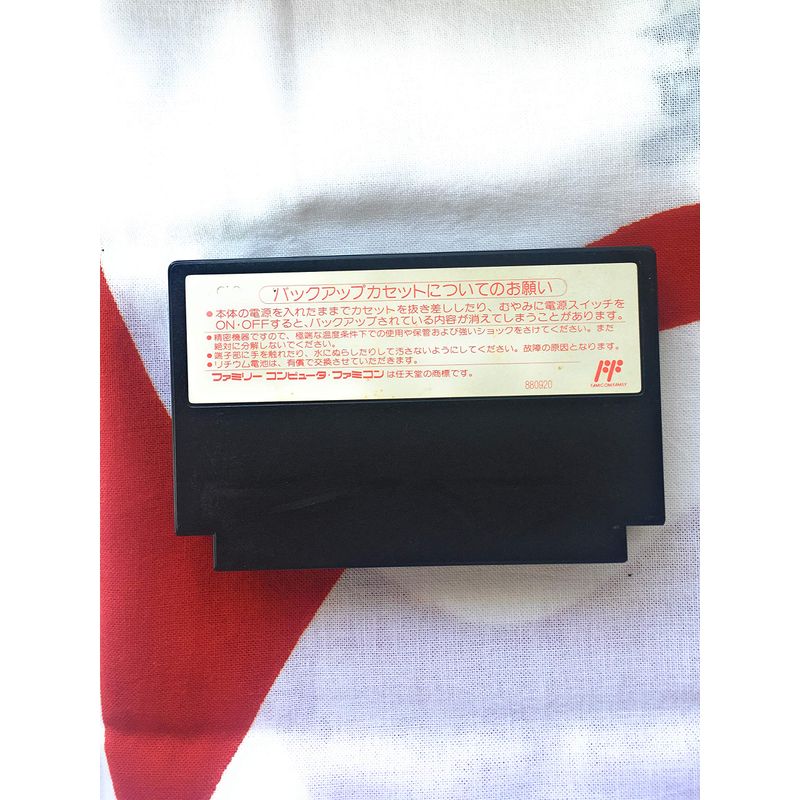 バックアップカセットについてのお願い
●本体の電源を入れたままでカセットを抜き差ししたり、むやみに電源スイッチを
ON・OFFすると、バックアップされている内容が消えてしまうことがあります。
●精密機器ですので、極端な温度条件下での使用や保管および強いショックをさけてください。また
絶対に分解しないでください。
●端子部に手を触れたり、水にぬらしたりして汚さないようにしてください。故障の原因となります。
●リチウム電池は、有償で交換させていただきます。
ファミリーコンピュータ・ファミコンは任天堂の商標です。
880920
FAMICOM FAMILY